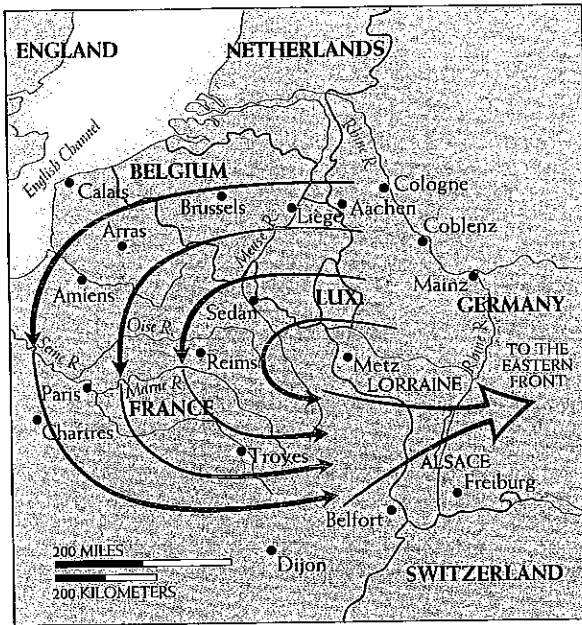 ENGLAND
NETHERLANDS
English Channel
Rhine R.
BELGIUM
Calais
Brussels
Cologne
Liège
Aachen
Arras
Meuse R.
Coblenz
Amiens
Mainz
Sedan
LUX.
GERMANY
Oise R.
Seine R.
Rhine R.
TO THE
EASTERN
FRONT
Reims
Metz
LORRAINE
Paris
Marne R.
FRANCE
Chartres
Troyes
ALSACE
Freiburg
Belfort
200 MILES
Dijon
200 KILOMETERS
SWITZERLAND